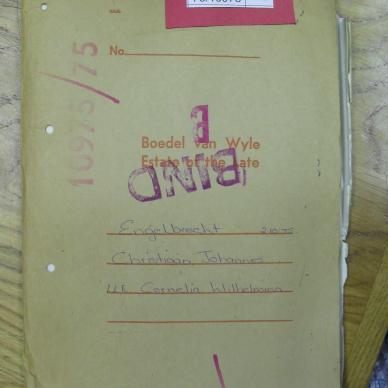 No.
10975/75
B
Boedel van Wyle
Estate of the Late
BIND
Engelbrecht
Christiaan Johannes
Cornelia Wilhelmina